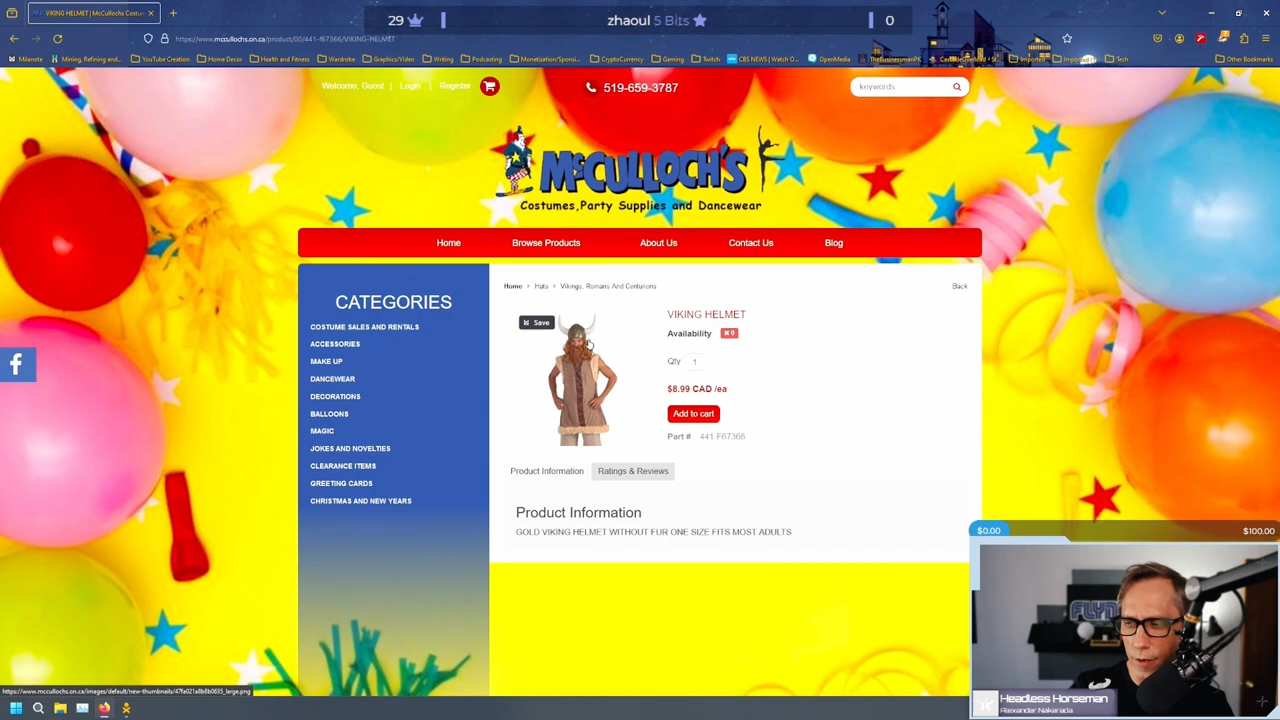 VIKING HELMET | McCullochs Costu
29
zhaoul 5 Bits
0
https://www.mccullochs.on.ca/product/00/441-f67366/VIKING-HELMET
Milanote
Mining, Refining and...
YouTube Creation
Home Decor
Health and Fitness
Wardrobe
Graphics/Video
Writing
Podcasting
Monetization/Sponsi...
CryptoCurrency
Gaming
Twitch
CBS NEWS | Watch O...
OpenMedia
TheBusinessmanPK
Imported
Imported
Tech
Other Bookmarks
Welcome, Guest | Login | Register
519-659-3787
keywords
McCULLOCH'S
Costumes,Party Supplies and Dancewear
Home
Browse Products
About Us
Contact Us
Blog
CATEGORIES
COSTUME SALES AND RENTALS
ACCESSORIES
MAKE UP
DANCEWEAR
DECORATIONS
BALLOONS
MAGIC
JOKES AND NOVELTIES
CLEARANCE ITEMS
GREETING CARDS
CHRISTMAS AND NEW YEARS
Home > Hats > Vikings, Romans And Centurions
Back
Save
VIKING HELMET
Availability ✖ 0
Qty 1
$8.99 CAD /ea
Add to cart
Part # 441-F67366
Product Information
Ratings & Reviews
Product Information
GOLD VIKING HELMET WITHOUT FUR ONE SIZE FITS MOST ADULTS
$0.00
$100.00
FLYN
Headless Horseman
Alexander Nakarada
https://www.mccullochs.on.ca/images/default/new-thumbnails/47fa021a8b8b0635_large.png